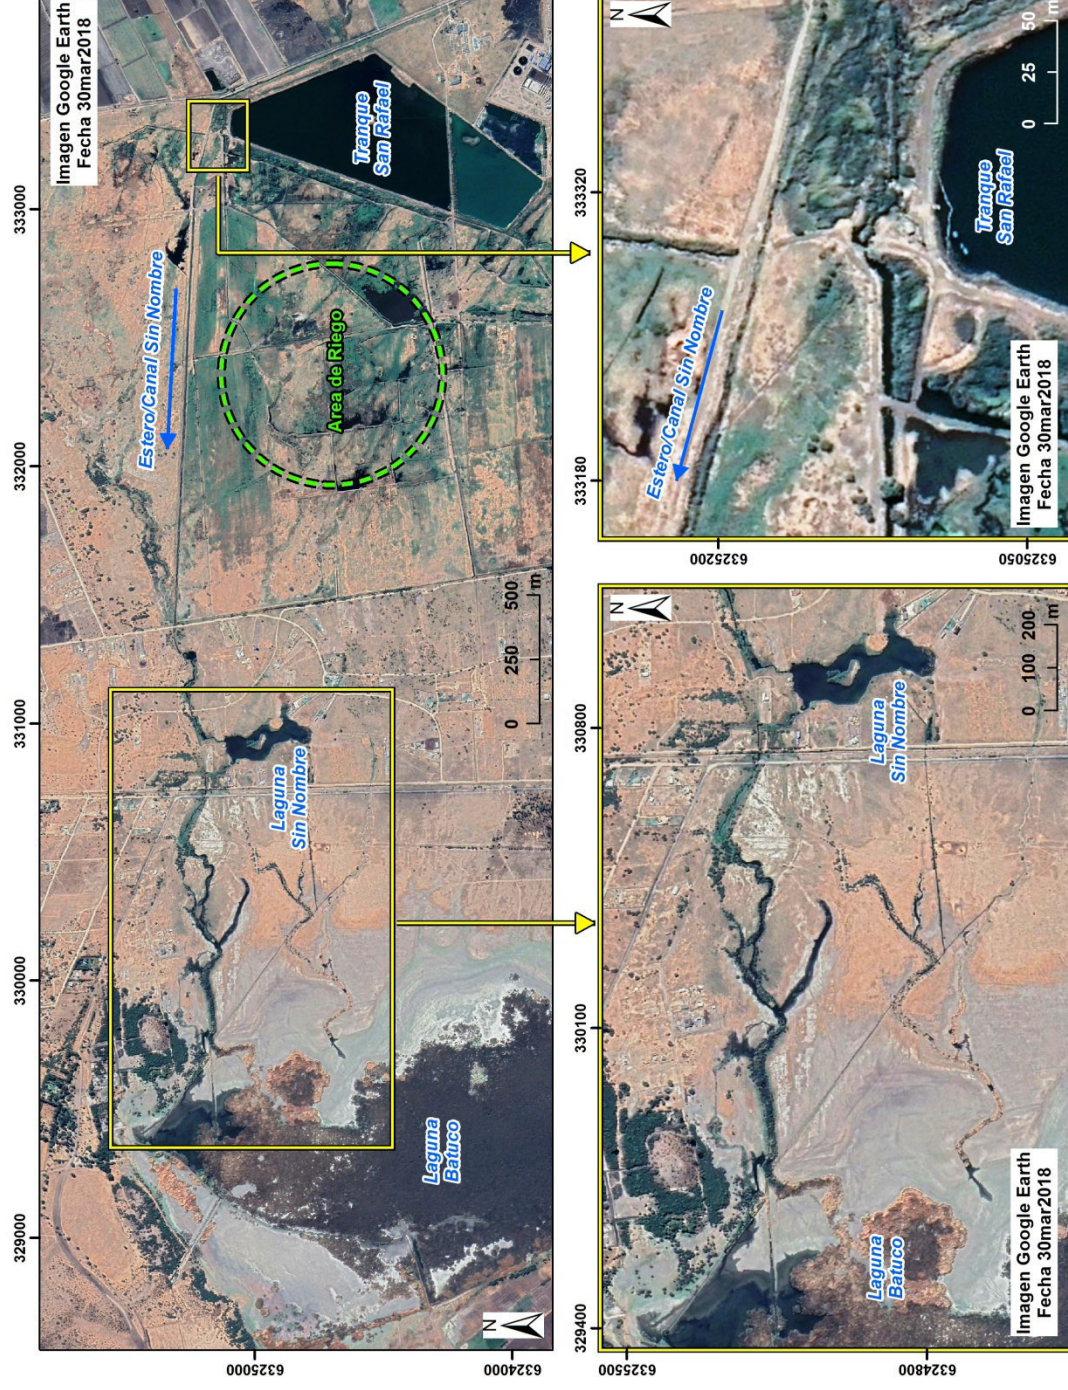 329000
330000
331000
332000
333000
Imagen Google Earth
Fecha 30mar2018
Estero/Canal Sin Nombre
Area de Riego
Tranque
San Rafael
Laguna
Sin Nombre
Laguna
Batuco
N
0 250 500
m
6325000
6324000
329400
330100
330800
N
Laguna
Sin Nombre
Laguna
Batuco
Imagen Google Earth
Fecha 30mar2018
0 100 200
m
6325500
6324800
333180
333320
N
Estero/Canal Sin Nombre
Tranque
San Rafael
Imagen Google Earth
Fecha 30mar2018
0 25 50
m
6325200
6325050